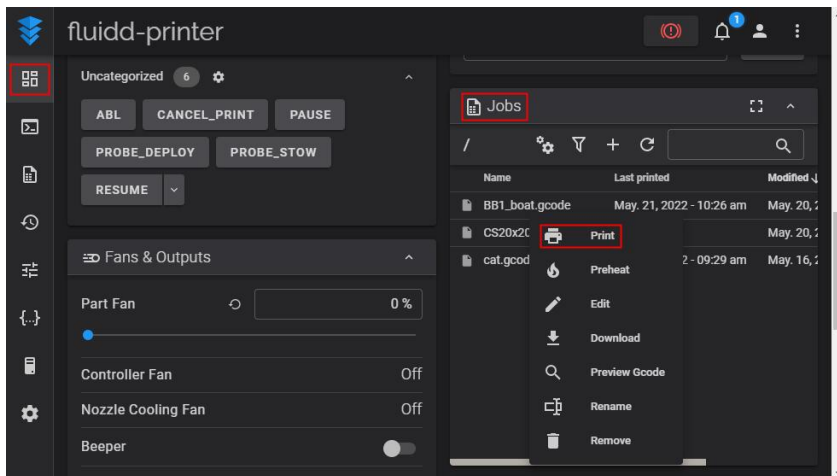 fluidd-printer
Uncategorized 6
ABL CANCEL_PRINT PAUSE
PROBE_DEPLOY PROBE_STOW
RESUME
Fans & Outputs
Part Fan 0 %
Controller Fan Off
Nozzle Cooling Fan Off
Beeper
Jobs
/
Name Last printed Modified
BB1_boat.gcode May. 21, 2022 - 10:26 am May. 20, 2
CS20x20 May. 20, 2
cat.gcod 2 - 09:29 am May. 16, 2
Print
Preheat
Edit
Download
Preview Gcode
Rename
Remove